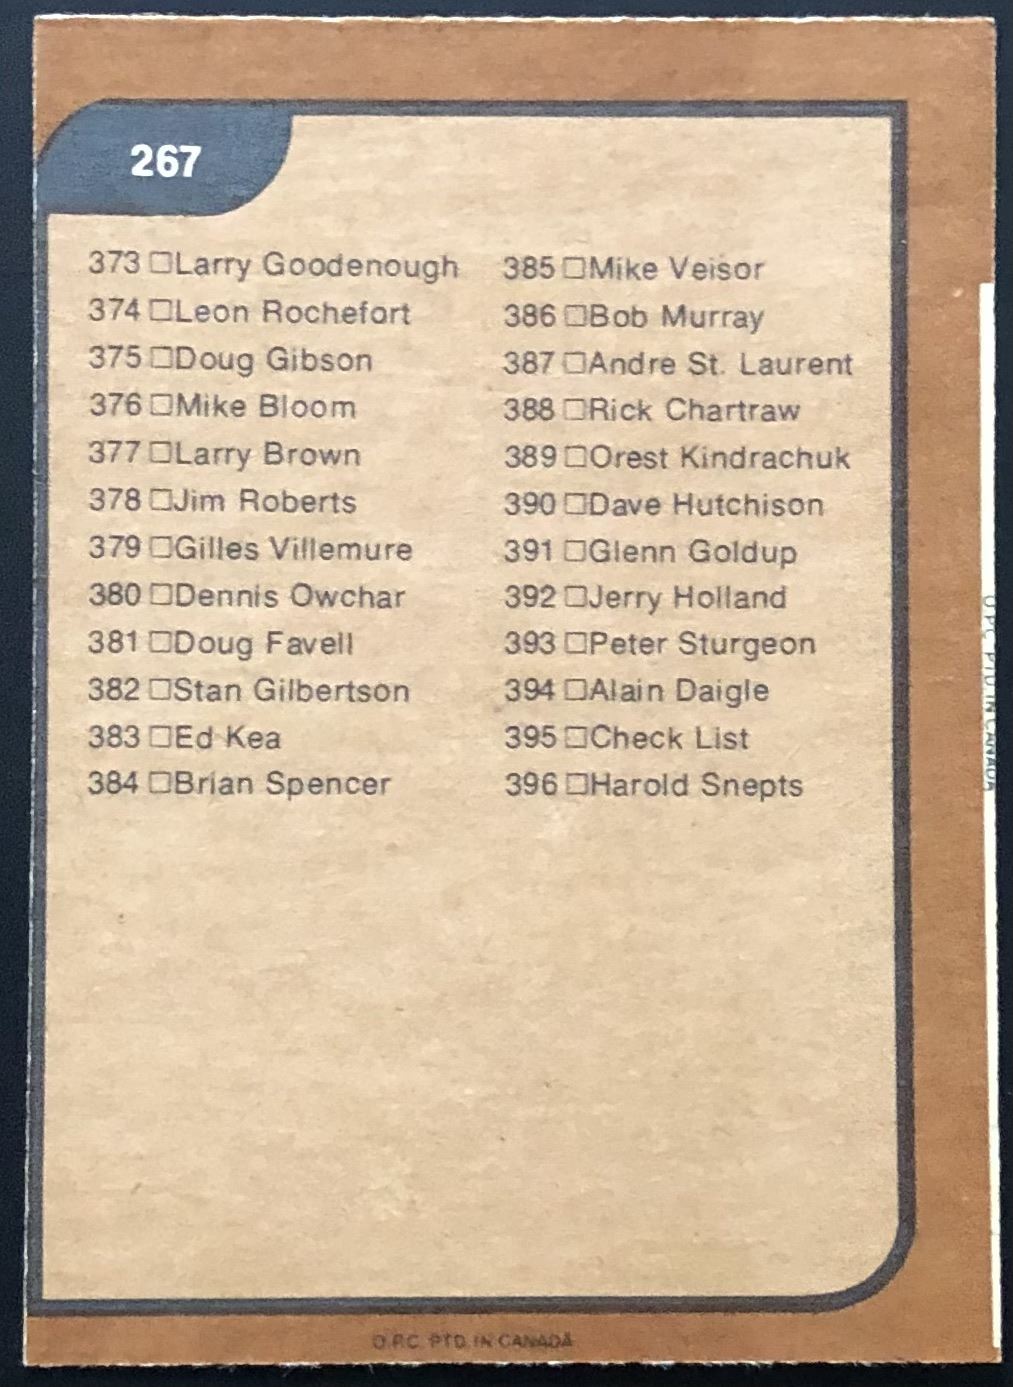 267
373 □Larry Goodenough
374 □Leon Rochefort
375 □Doug Gibson
376 □Mike Bloom
377 □Larry Brown
378 □Jim Roberts
379 □Gilles Villemure
380 □Dennis Owchar
381 □Doug Favell
382 □Stan Gilbertson
383 □Ed Kea
384 □Brian Spencer
385 □Mike Veisor
386 □Bob Murray
387 □Andre St. Laurent
388 □Rick Chartraw
389 □Orest Kindrachuk
390 □Dave Hutchison
391 □Glenn Goldup
392 □Jerry Holland
393 □Peter Sturgeon
394 □Alain Daigle
395 □Check List
396 □Harold Snepts
O.P.C. PTD. IN CANADA
O.P.C. PTD. IN CANADA